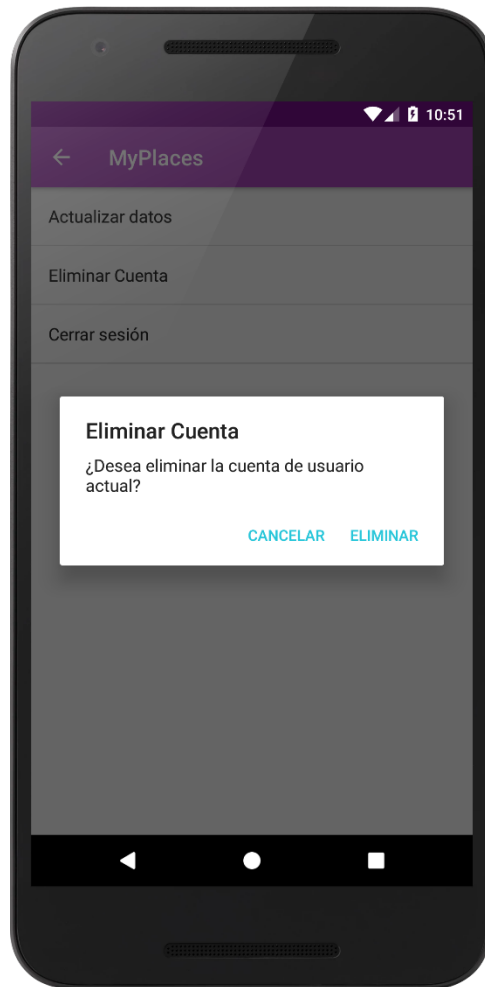 10:51
MyPlaces
Actualizar datos
Eliminar Cuenta
Cerrar sesión
Eliminar Cuenta
¿Desea eliminar la cuenta de usuario
actual?
CANCELAR ELIMINAR